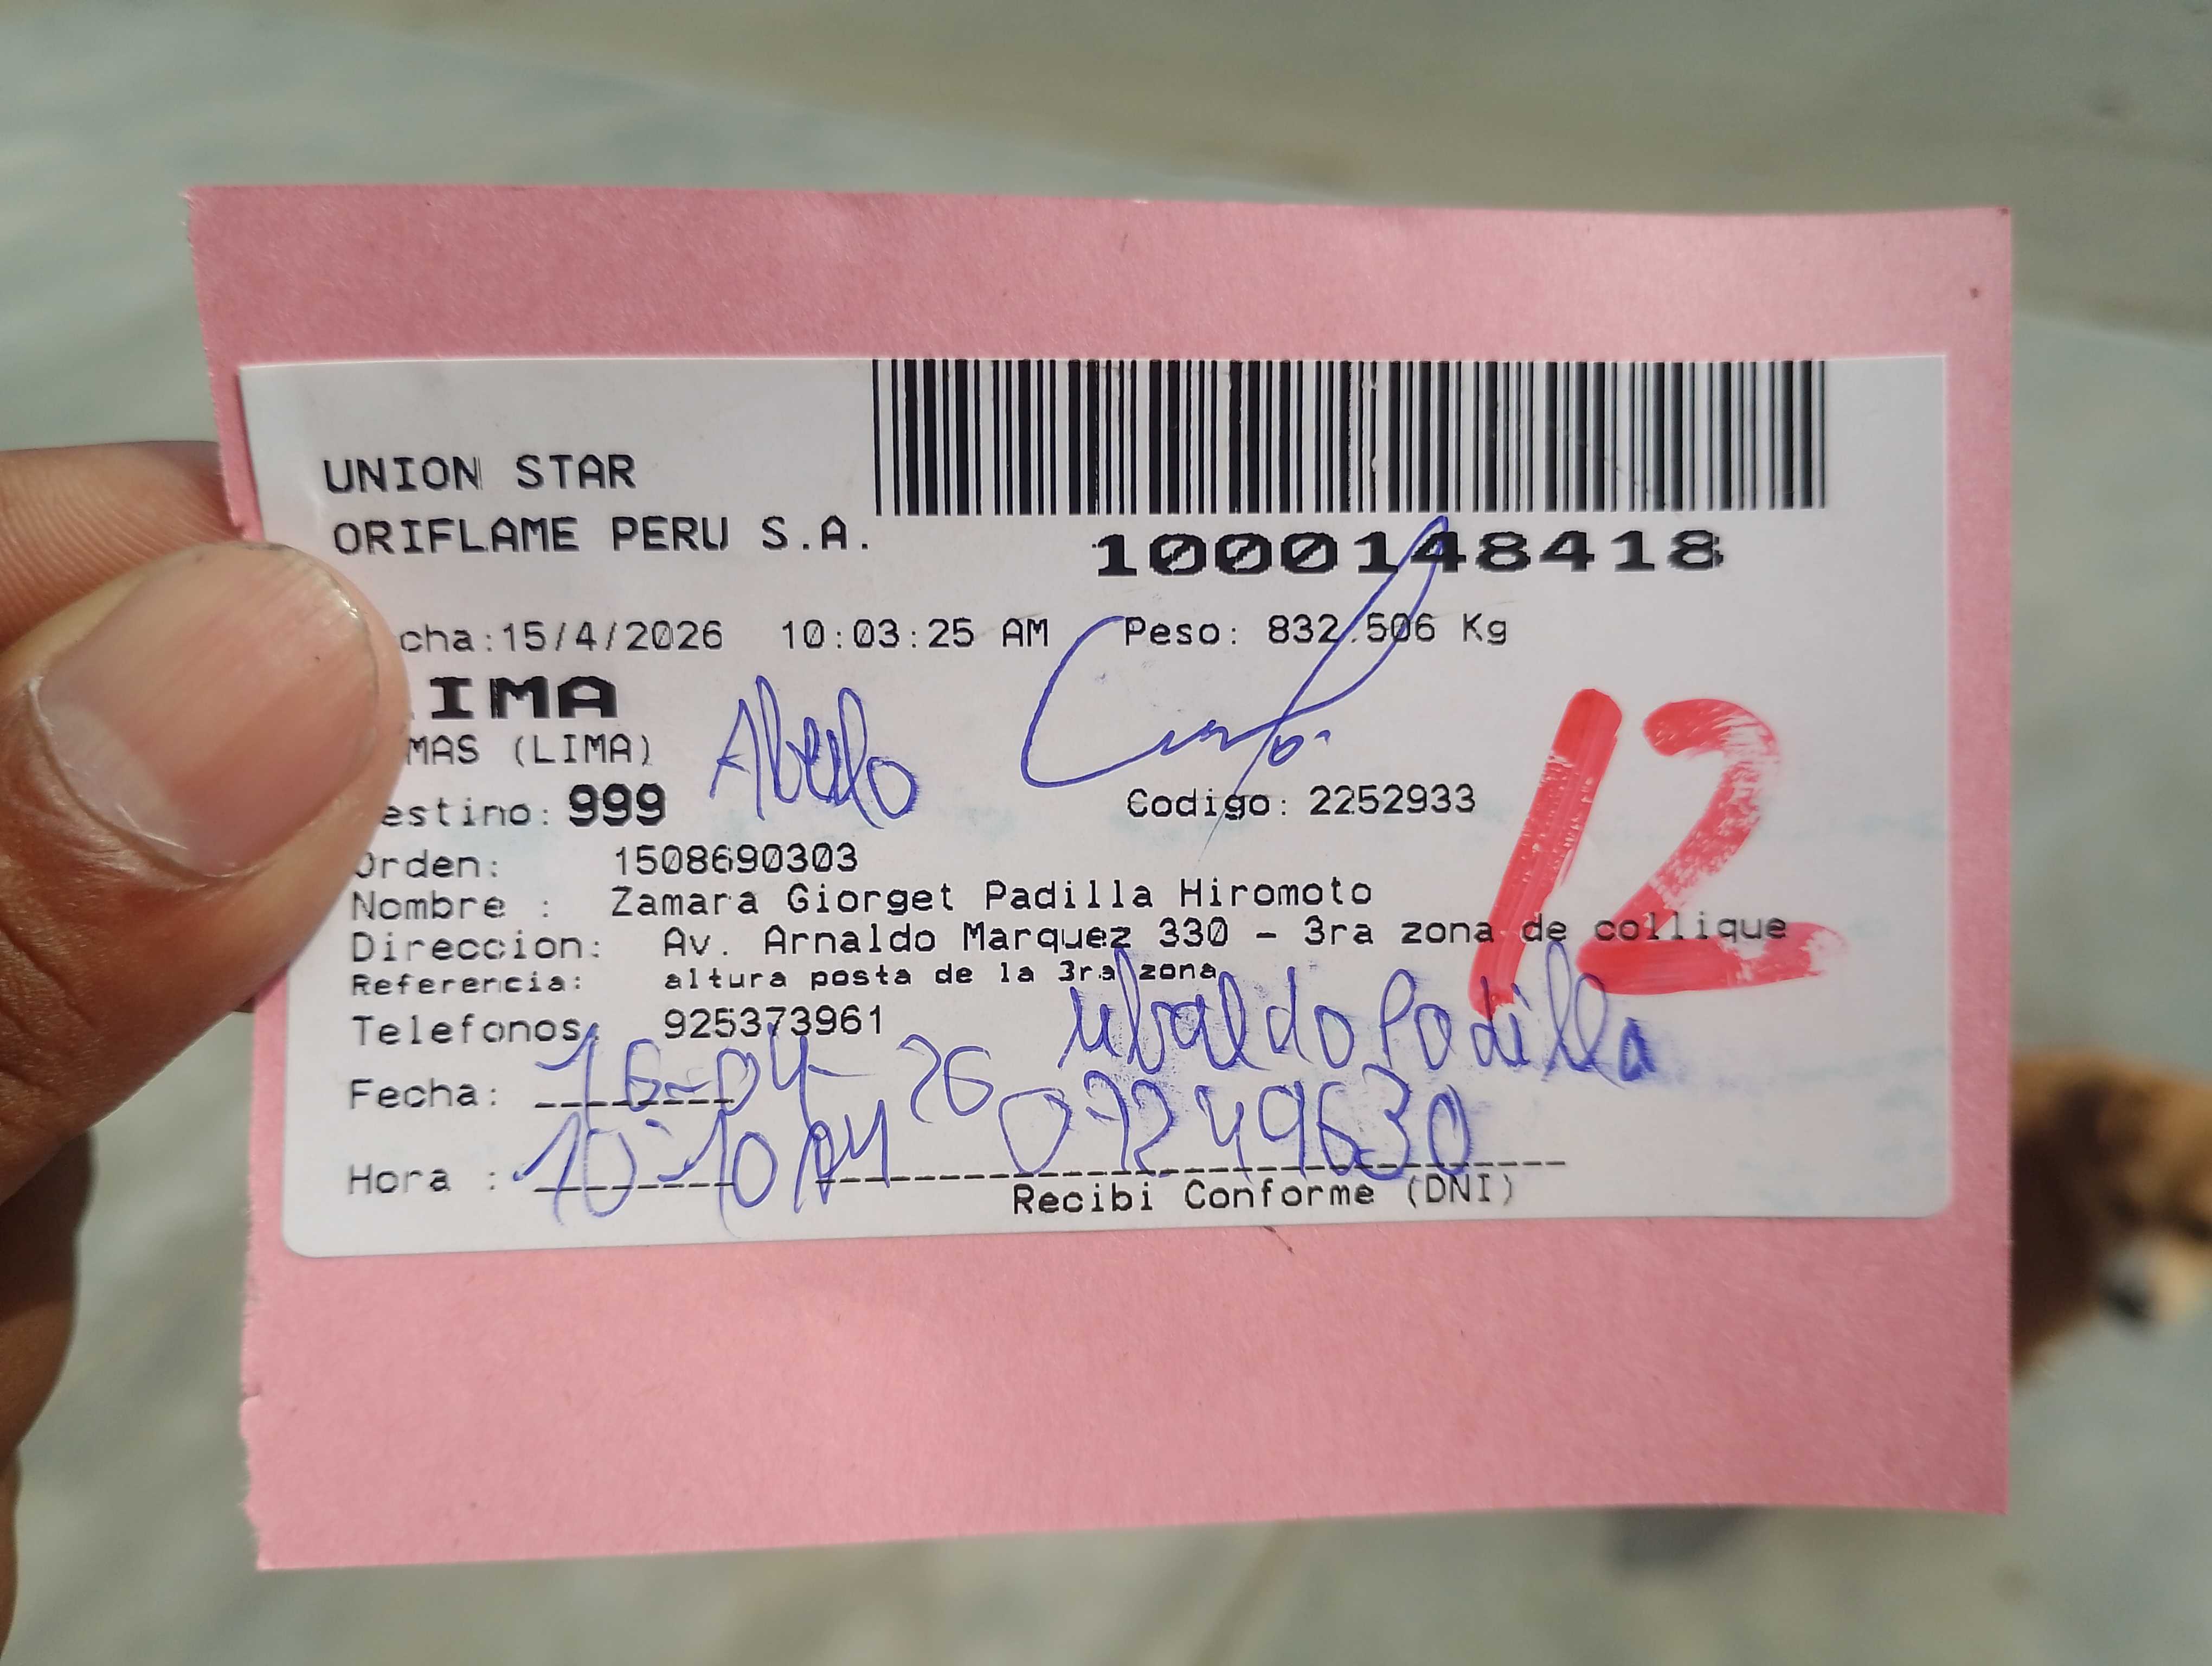 UNION STAR
ORIFLAME PERU S.A.
1000148418
cha:15/4/2026 10:03:25 AM Peso: 832.506 Kg
IMA
MAS (LIMA)
estino: 999 Codigo: 2252933
12
Orden: 1508690303
Nombre : Zamara Giorget Padilla Hiromoto
Direccion: Av. Arnaldo Marquez 330 - 3ra zona de collique
Referencia: altura posta de la 3ra zona
Telefonos 925373961
ubaldo Padilla
Fecha: 16-04-26
07249630
Hora : 10-10 AM
Recibi Conforme (DNI)